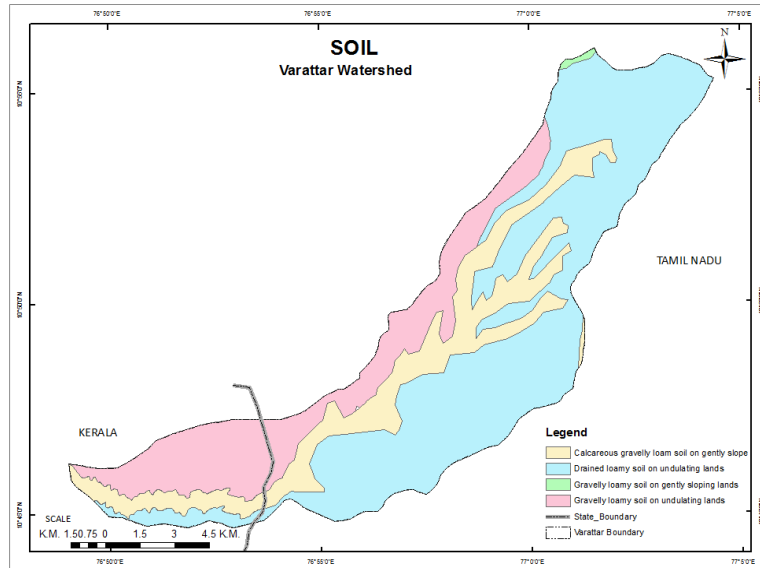 76°50'0"E 76°55'0"E 77°0'0"E 77°5'0"E
SOIL
Varattar Watershed
N
TAMIL NADU
KERALA
Legend
Calcareous gravelly loam soil on gently slope
Drained loamy soil on undulating lands
Gravelly loamy soil on gently sloping lands
Gravelly loamy soil on undulating lands
State_Boundary
Varattar Boundary
SCALE
K.M. 1.50.75 0 1.5 3 4.5 K.M.
76°50'0"E 76°55'0"E 77°0'0"E 77°5'0"E